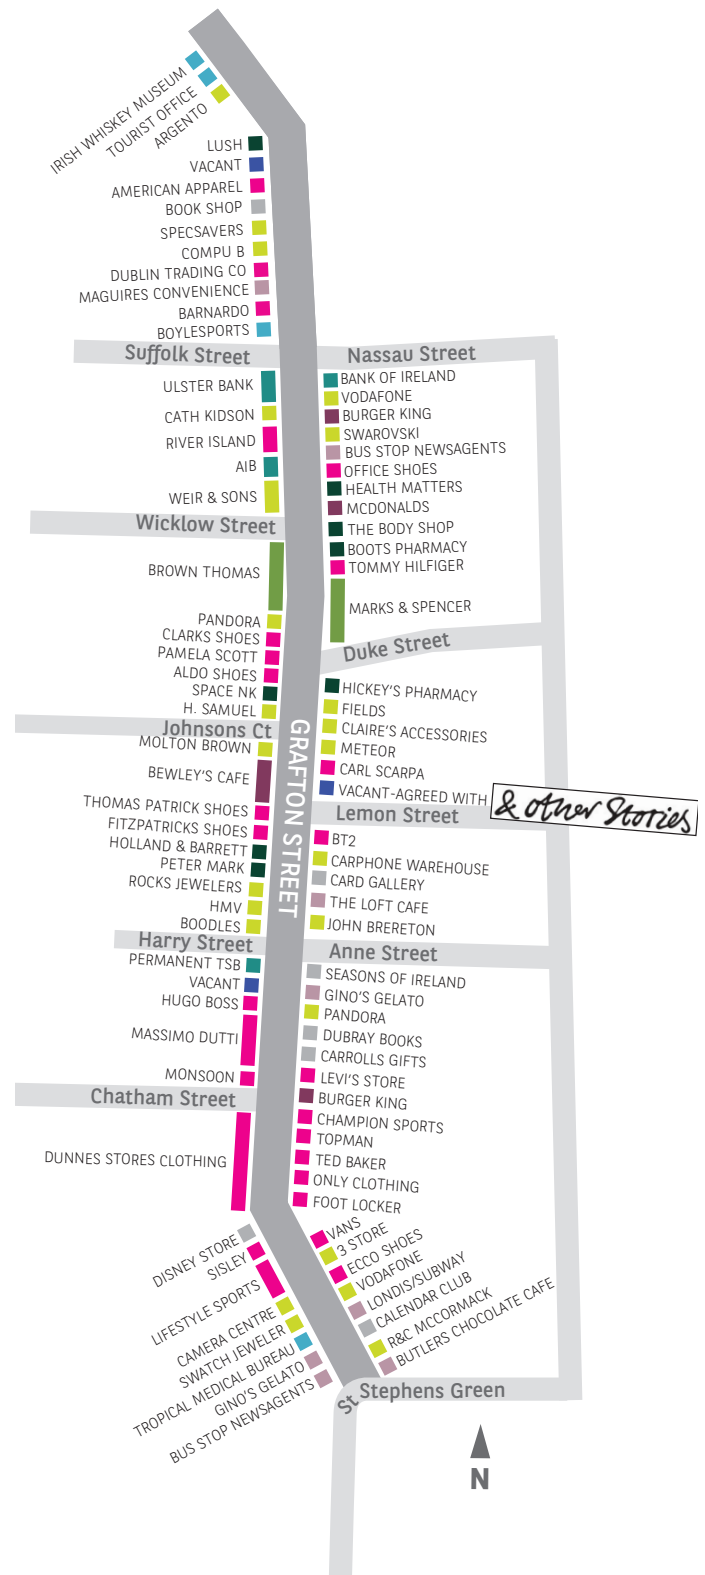 IRISH WHISKEY MUSEUM
TOURIST OFFICE
ARGENTO
LUSH
VACANT
AMERICAN APPAREL
BOOK SHOP
SPECSAVERS
COMPU B
DUBLIN TRADING CO
MAGUIRES CONVENIENCE
BARNARDO
BOYLESPORTS
Suffolk Street
Nassau Street
ULSTER BANK
CATH KIDSON
RIVER ISLAND
AIB
WEIR & SONS
BANK OF IRELAND
VODAFONE
BURGER KING
SWAROVSKI
BUS STOP NEWSAGENTS
OFFICE SHOES
HEALTH MATTERS
MCDONALDS
THE BODY SHOP
BOOTS PHARMACY
TOMMY HILFIGER
MARKS & SPENCER
Wicklow Street
BROWN THOMAS
PANDORA
CLARKS SHOES
PAMELA SCOTT
ALDO SHOES
SPACE NK
H. SAMUEL
Duke Street
HICKEY'S PHARMACY
FIELDS
CLAIRE'S ACCESSORIES
METEOR
CARL SCARPA
VACANT-AGREED WITH
& other Stories
Johnsons Ct
GRAFTON STREET
MOLTON BROWN
BEWLEY'S CAFE
THOMAS PATRICK SHOES
FITZPATRICKS SHOES
HOLLAND & BARRETT
PETER MARK
ROCKS JEWELERS
HMV
BOODLES
Lemon Street
BT2
CARPHONE WAREHOUSE
CARD GALLERY
THE LOFT CAFE
JOHN BRERETON
Harry Street
Anne Street
PERMANENT TSB
VACANT
HUGO BOSS
MASSIMO DUTTI
MONSOON
SEASONS OF IRELAND
GINO'S GELATO
PANDORA
DUBRAY BOOKS
CARROLLS GIFTS
LEVI'S STORE
BURGER KING
CHAMPION SPORTS
TOPMAN
TED BAKER
ONLY CLOTHING
FOOT LOCKER
Chatham Street
DUNNES STORES CLOTHING
DISNEY STORE
SISLEY
LIFESTYLE SPORTS
CAMERA CENTRE
SWATCH JEWELER
TROPICAL MEDICAL BUREAU
GINO'S GELATO
BUS STOP NEWSAGENTS
VANS
3 STORE
ECCO SHOES
VODAFONE
LONDIS/SUBWAY
CALENDAR CLUB
R&C MCCORMACK
BUTLERS CHOCOLATE CAFE
St Stephens Green
N